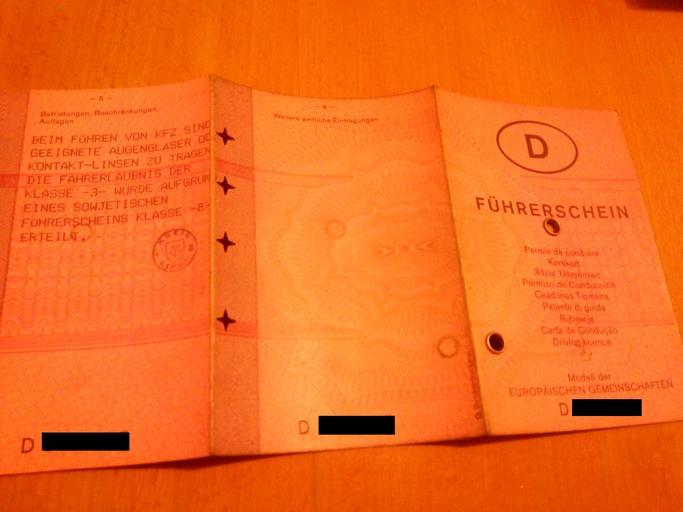 – 5 –
Befristungen, Beschränkungen,
Auflagen
BEIM FÜHREN VON KFZ SIND
GEEIGNETE AUGENGLÄSER OD
KONTAKT-LINSEN ZU TRAGEN
DIE FAHRERLAUBNIS DER
KLASSE -3- WURDE AUFGRUN
EINES SOWJETISCHEN
FÜHRERSCHEINS KLASSE -B-
ERTEILT.
D
– 6 –
Weitere amtliche Eintragungen
D
D
FÜHRERSCHEIN
Permis de conduire
Kørekort
Permiso de Conducción
Ceadúnas Tiomána
Patente di guida
Rijbewijs
Carta de Condução
Driving licence
Modell der
EUROPÄISCHEN GEMEINSCHAFTEN
D